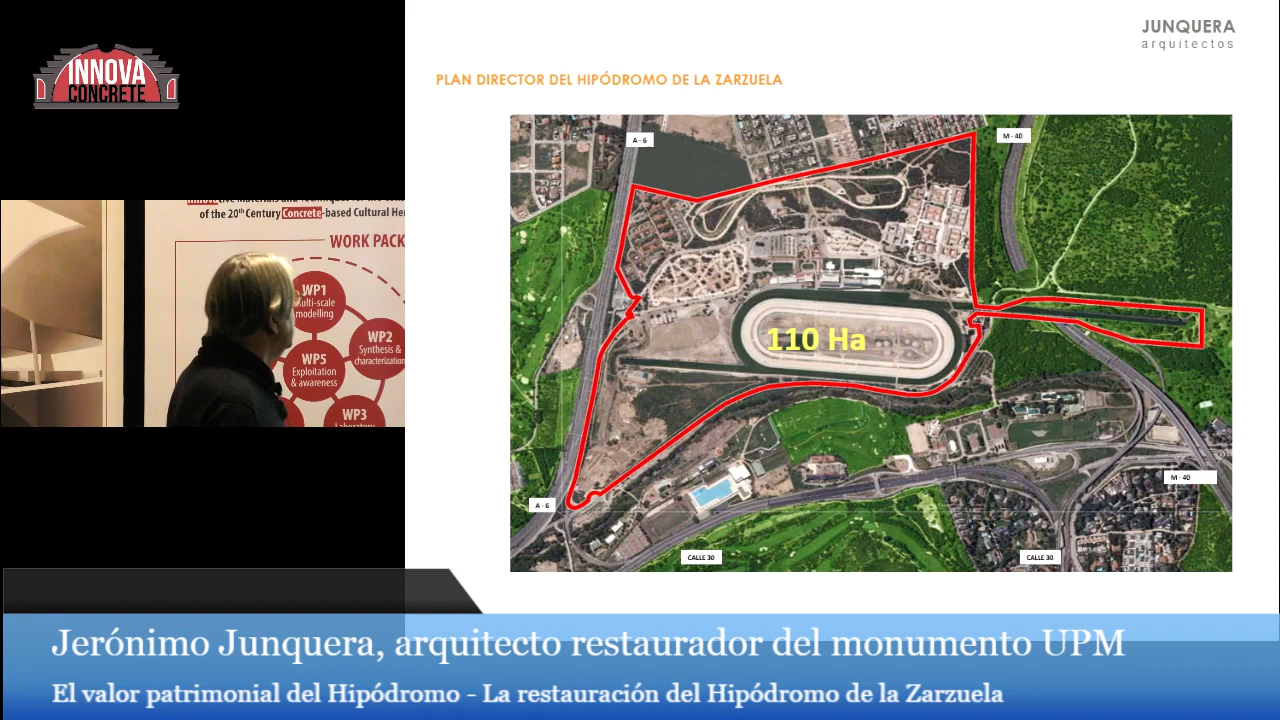 INNOVA
CONCRETE
JUNQUERA
arquitectos
PLAN DIRECTOR DEL HIPÓDROMO DE LA ZARZUELA
A - 6
M - 40
110 Ha
M - 40
A - 6
CALLE 30
CALLE 30
of the 20th Century Concrete-based Cultural Her
WORK PACK
WP1
Multi-scale
modelling
WP2
Synthesis &
characterization
WP5
Exploitation
& awareness
WP3
Jerónimo Junquera, arquitecto restaurador del monumento UPM
El valor patrimonial del Hipódromo - La restauración del Hipódromo de la Zarzuela